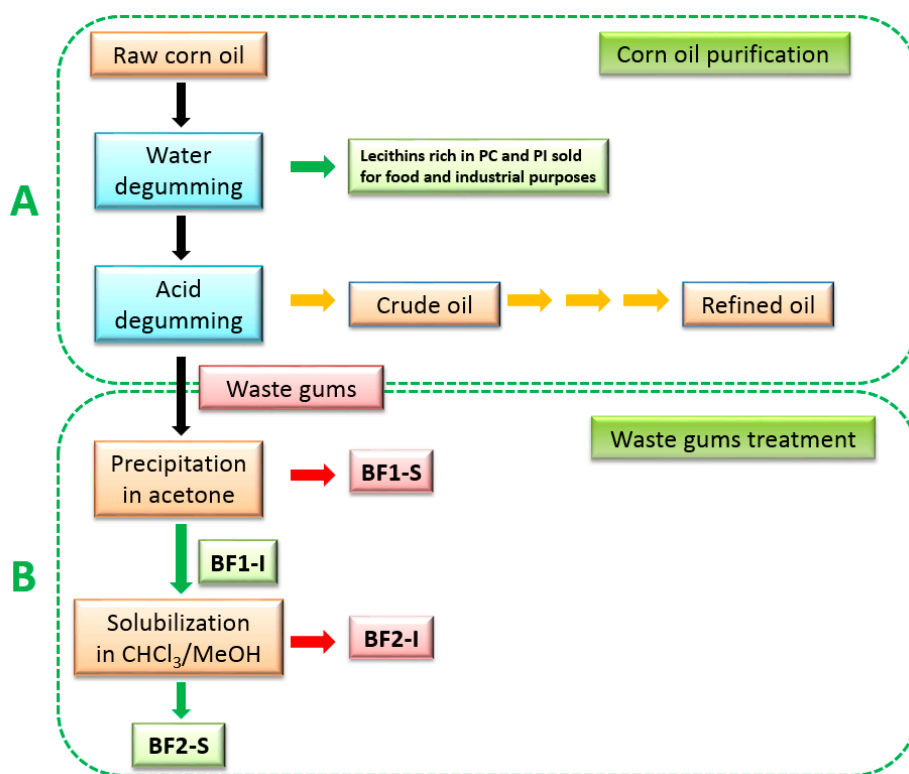 A
Raw corn oil
Corn oil purification
Water
degumming
Lecithins rich in PC and PI sold
for food and industrial purposes
Acid
degumming
Crude oil
Refined oil
Waste gums
B
Waste gums treatment
Precipitation
in acetone
BF1-S
BF1-I
Solubilization
in CHCl₃/MeOH
BF2-I
BF2-S